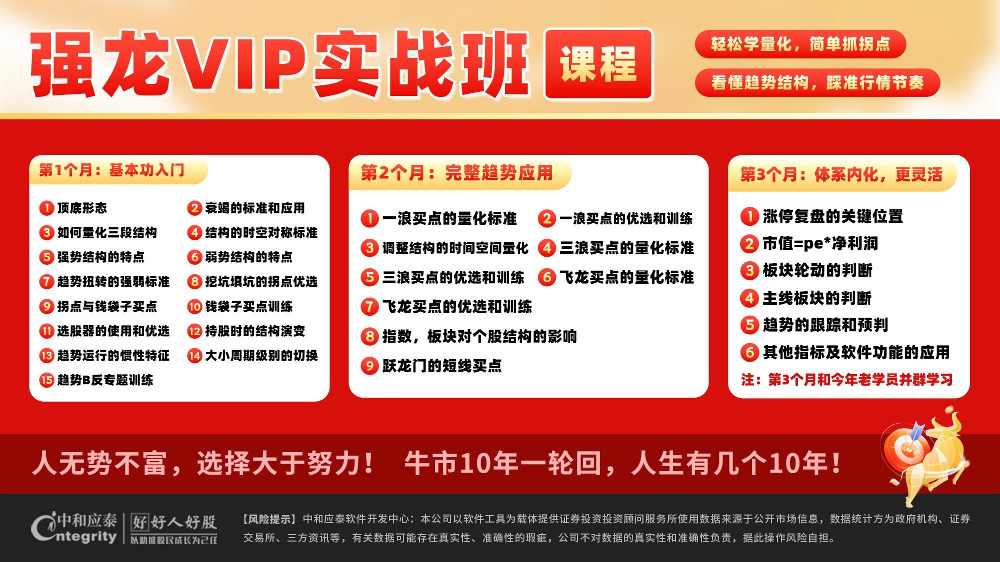 强龙VIP实战班 课程
轻松学量化，简单抓拐点
看懂趋势结构，踩准行情节奏
第1个月：基本功入门
1 顶底形态
2 衰竭的标准和应用
3 如何量化三段结构
4 结构的时空对称标准
5 强势结构的特点
6 弱势结构的特点
7 趋势扭转的强弱标准
8 挖坑填坑的拐点优选
9 拐点与钱袋子买点
10 钱袋子买点训练
11 选股器的使用和优选
12 持股时的结构演变
13 趋势运行的惯性特征
14 大小周期级别的切换
15 趋势B反专题训练
第2个月：完整趋势应用
1 一浪买点的量化标准
2 一浪买点的优选和训练
3 调整结构的时间空间量化
4 三浪买点的量化标准
5 三浪买点的优选和训练
6 飞龙买点的量化标准
7 飞龙买点的优选和训练
8 指数，板块对个股结构的影响
9 跃龙门的短线买点
第3个月：体系内化，更灵活
1 涨停复盘的关键位置
2 市值=pe*净利润
3 板块轮动的判断
4 主线板块的判断
5 趋势的跟踪和预判
6 其他指标及软件功能的应用
注：第3个月和今年老学员并群学习
人无势不富，选择大于努力！ 牛市10年一轮回，人生有几个10年！
中和应泰
ntegrity
好好人好股
以助推股民成长为己任
【风险提示】中和应泰软件开发中心：本公司以软件工具为载体提供证券投资投资顾问服务所使用数据来源于公开市场信息，数据统计方为政府机构、证券
交易所、三方资讯等，有关数据可能存在真实性、准确性的瑕疵，公司不对数据的真实性和准确性负责，据此操作风险自担。